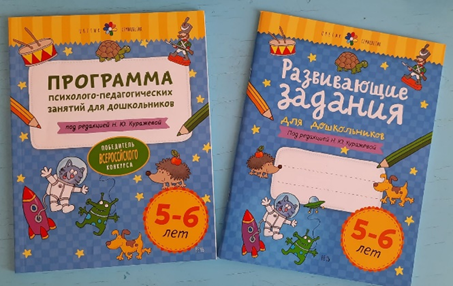 ПРОГРАММА
ПСИХОЛОГО-ПЕДАГОГИЧЕСКИХ
ЗАНЯТИЙ ДЛЯ ДОШКОЛЬНИКОВ
под редакцией Н. Ю. Куражевой
ПОБЕДИТЕЛЬ
ВСЕРОССИЙСКОГО
КОНКУРСА
5-6
лет
Развивающие
задания
для дошкольников
Под редакцией Н. Ю. Куражевой
5-6
лет